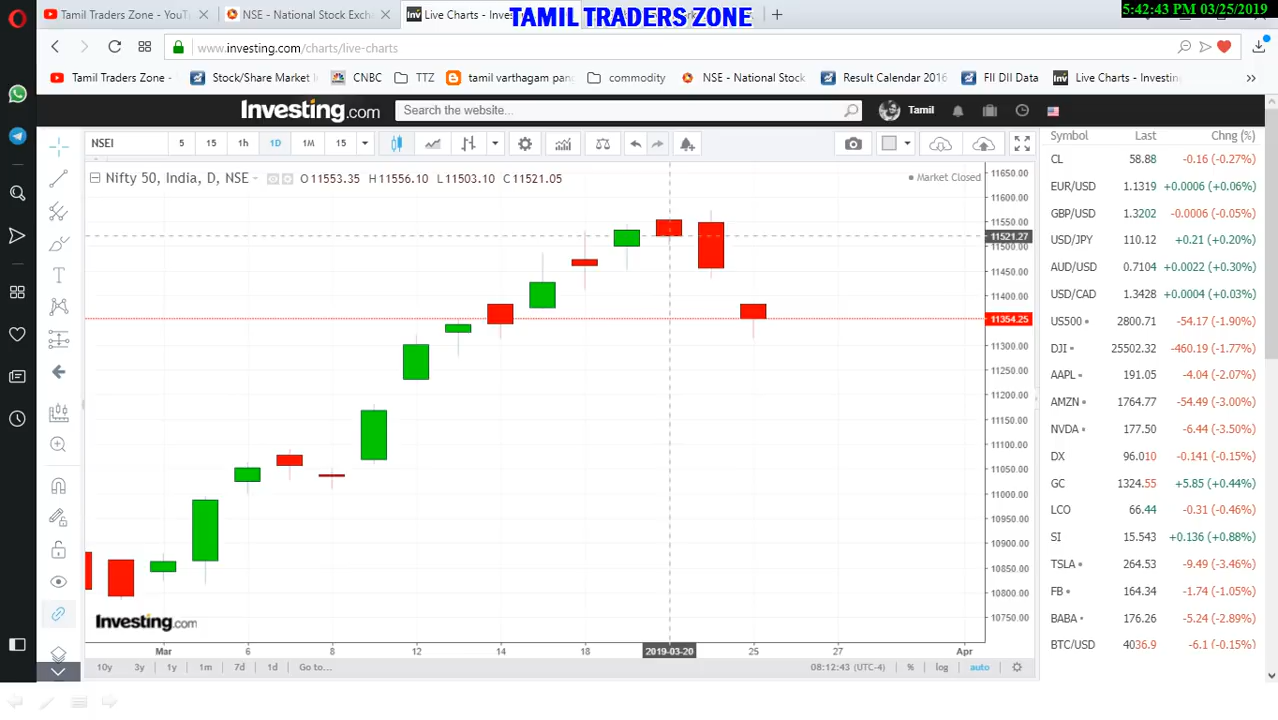 Tamil Traders Zone - YouT
NSE - National Stock Exchan
Live Charts - Inves
TAMIL TRADERS ZONE
5:42:43 PM 03/25/2019
www.investing.com/charts/live-charts
Tamil Traders Zone -
Stock/Share Market I
CNBC
TTZ
tamil varthagam pan
commodity
NSE - National Stock
Result Calendar 2016
FII DII Data
Live Charts - Investin
Investing.com
Search the website...
Tamil
NSEI
5 15 1h 1D 1M 15
Symbol Last Chng (%)
Nifty 50, India, D, NSE O11553.35 H11556.10 L11503.10 C11521.05
Market Closed
CL 58.88 -0.16 (-0.27%)
EUR/USD 1.1319 +0.0006 (+0.06%)
GBP/USD 1.3202 -0.0006 (-0.05%)
USD/JPY 110.12 +0.21 (+0.20%)
AUD/USD 0.7104 +0.0022 (+0.30%)
USD/CAD 1.3428 +0.0004 (+0.03%)
US500 2800.71 -54.17 (-1.90%)
DJI 25502.32 -460.19 (-1.77%)
AAPL 191.05 -4.04 (-2.07%)
AMZN 1764.77 -54.49 (-3.00%)
NVDA 177.50 -6.44 (-3.50%)
DX 96.010 -0.141 (-0.15%)
GC 1324.55 +5.85 (+0.44%)
LCO 66.44 -0.31 (-0.46%)
SI 15.543 +0.136 (+0.88%)
TSLA 264.53 -9.49 (-3.46%)
FB 164.34 -1.74 (-1.05%)
BABA 176.26 -5.24 (-2.89%)
BTC/USD 4036.9 -6.1 (-0.15%)
11650.00
11600.00
11550.00
11521.27
11500.00
11450.00
11400.00
11354.25
11300.00
11250.00
11200.00
11150.00
11100.00
11050.00
11000.00
10950.00
10900.00
10850.00
10800.00
10750.00
Investing.com
Mar 6 8 12 14 18 2019-03-20 25 27 Apr
10y 3y 1y 1m 7d 1d Go to...
08:12:43 (UTC-4) % log auto